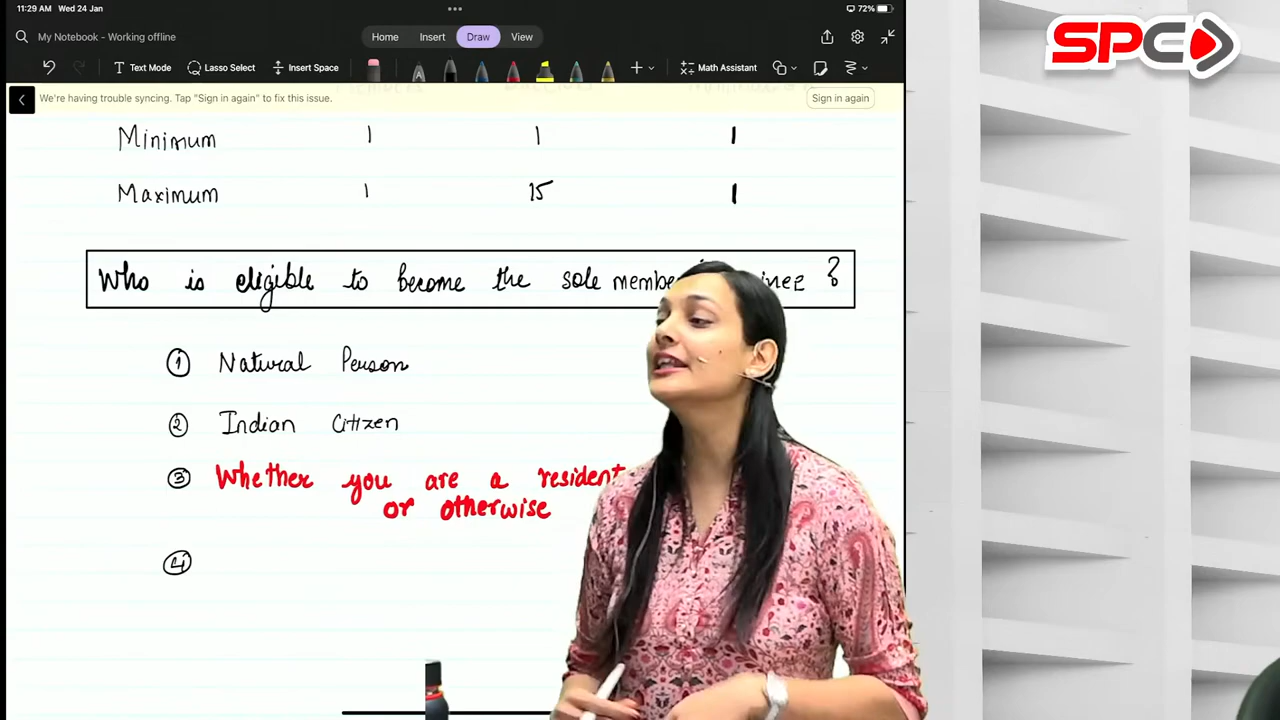 11:29 AM Wed 24 Jan
72%
SPC
My Notebook - Working offline
Home Insert Draw View
Text Mode Lasso Select Insert Space Math Assistant
We're having trouble syncing. Tap "Sign in again" to fix this issue. Sign in again
Minimum 1 1 1
Maximum 1 15 1
Who is eligible to become the sole member ?
1 Natural Person
2 Indian Citizen
3 Whether you are a resident
or otherwise
4